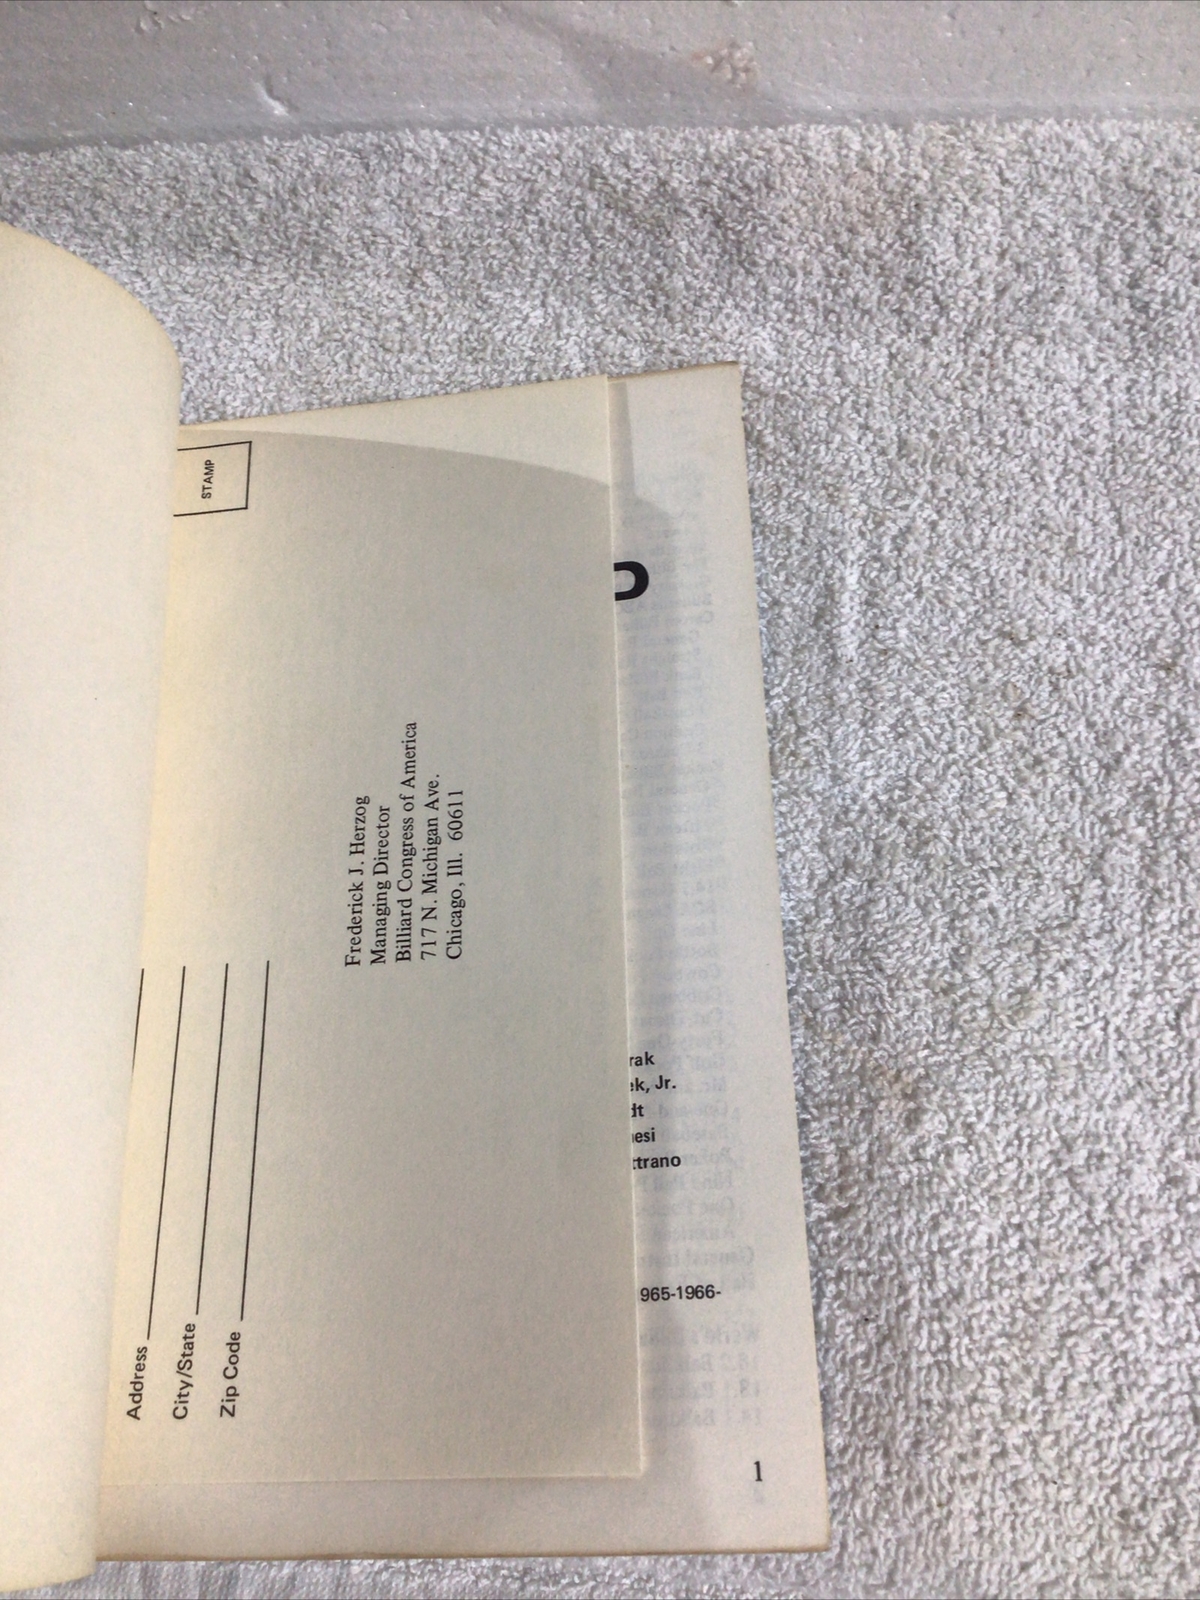 STAMP
Address
City/State
Zip Code
Frederick J. Herzog
Managing Director
Billiard Congress of America
717 N. Michigan Ave.
Chicago, Ill. 60611
rak
ek, Jr.
dt
nesi
ttrano
965-1966-
1